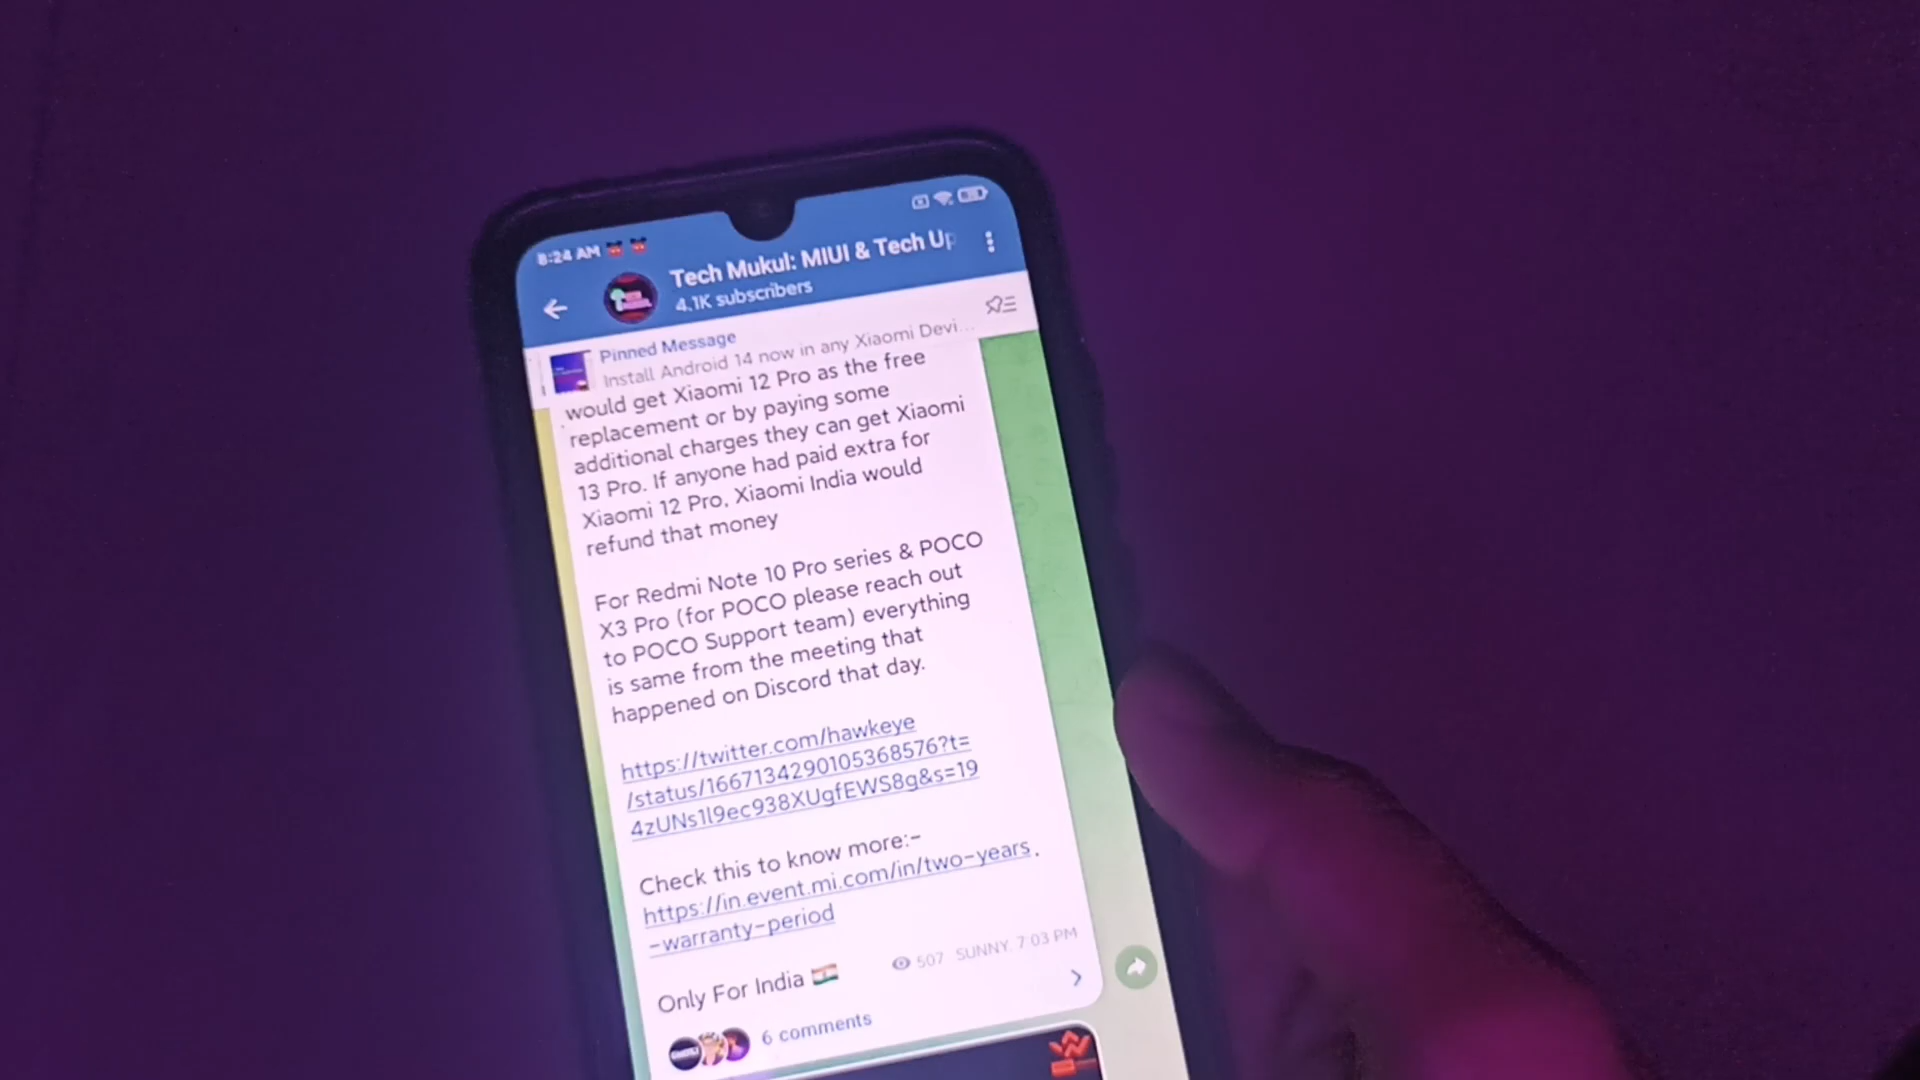 8:24 AM
Tech Mukul: MIUI & Tech Up
4.1K subscribers
Pinned Message
Install Android 14 now in any Xiaomi Devi...
would get Xiaomi 12 Pro as the free
replacement or by paying some
additional charges they can get Xiaomi
13 Pro. If anyone had paid extra for
Xiaomi 12 Pro, Xiaomi India would
refund that money
For Redmi Note 10 Pro series & POCO
X3 Pro (for POCO please reach out
to POCO Support team) everything
is same from the meeting that
happened on Discord that day.
https://twitter.com/hawkeye
/status/1667134290105368576?t=
4zUNs1l9ec938XUgfEWS8g&s=19
Check this to know more:-
https://in.event.mi.com/in/two-years.
-warranty-period
Only For India 🇮🇳
507 SUNNY, 7:03 PM
6 comments